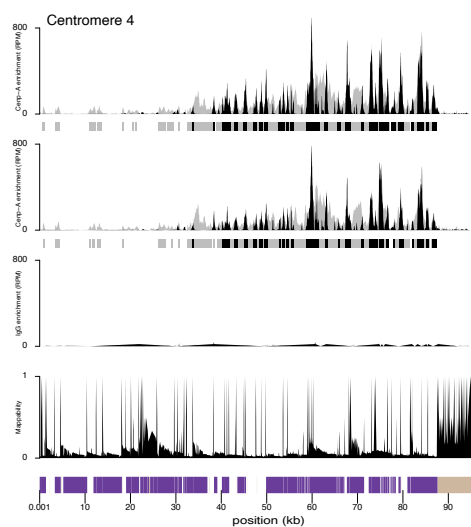 Centromere 4
800
Cenp-A enrichment (RPM)
0
800
Cenp-A enrichment (RPM)
0
800
IgG enrichment (RPM)
0
1
Mappability
0
0.001 10 20 30 40 50 60 70 80 90
position (kb)